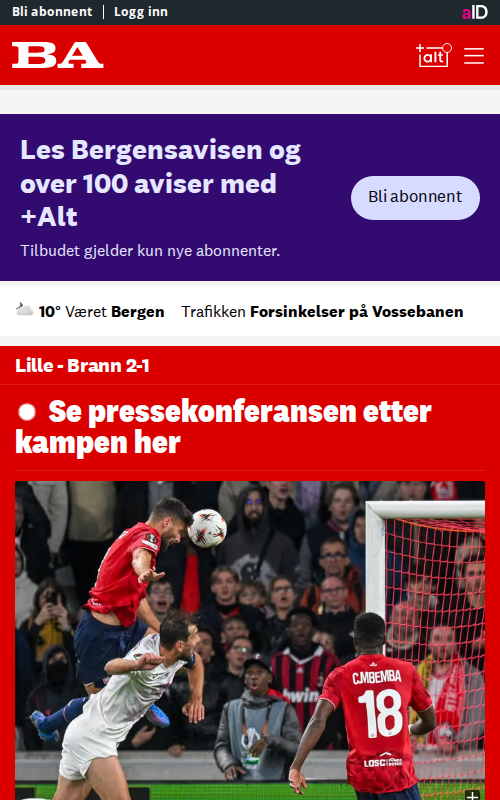 Bli abonnent | Logg inn
aID
BA
+alt
Les Bergensavisen og
over 100 aviser med
+Alt
Tilbudet gjelder kun nye abonnenter.
Bli abonnent
10° Været Bergen
Trafikken Forsinkelser på Vossebanen
Lille - Brann 2-1
Se pressekonferansen etter
kampen her
C.MBEMBA
18
LOSC